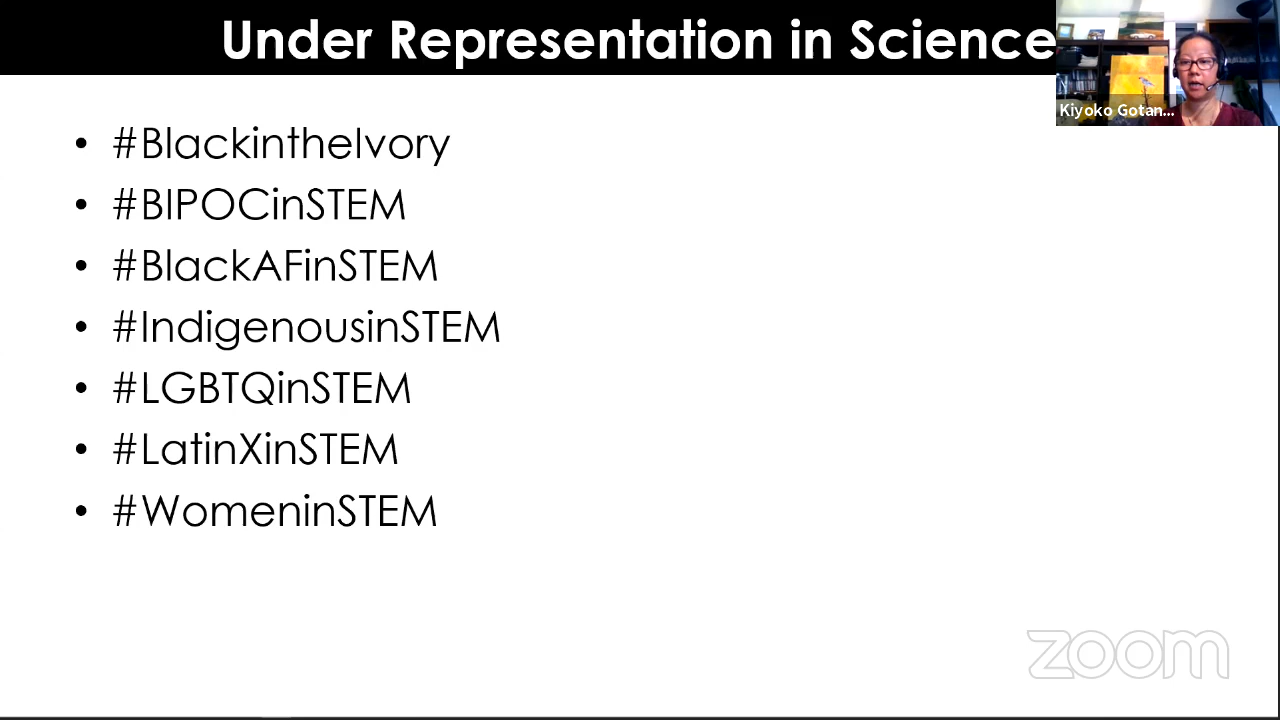 Under Representation in Science
Kiyoko Gotan...
• #BlackintheIvory
• #BIPOCinSTEM
• #BlackAFinSTEM
• #IndigenousinSTEM
• #LGBTQinSTEM
• #LatinXinSTEM
• #WomeninSTEM
zoom